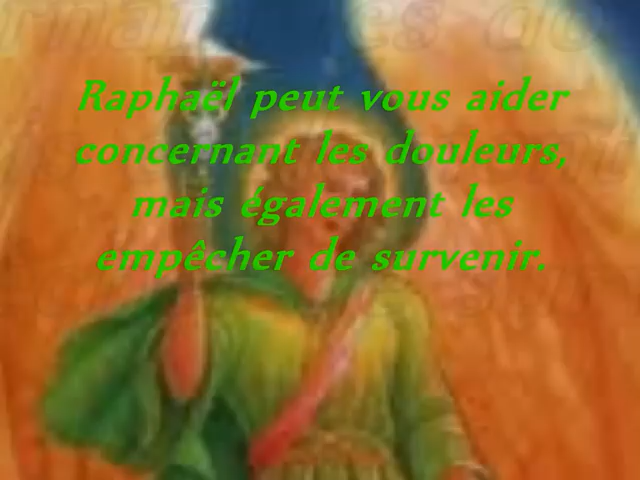 Raphaël peut vous aider
concernant les douleurs,
mais également les
empêcher de survenir.